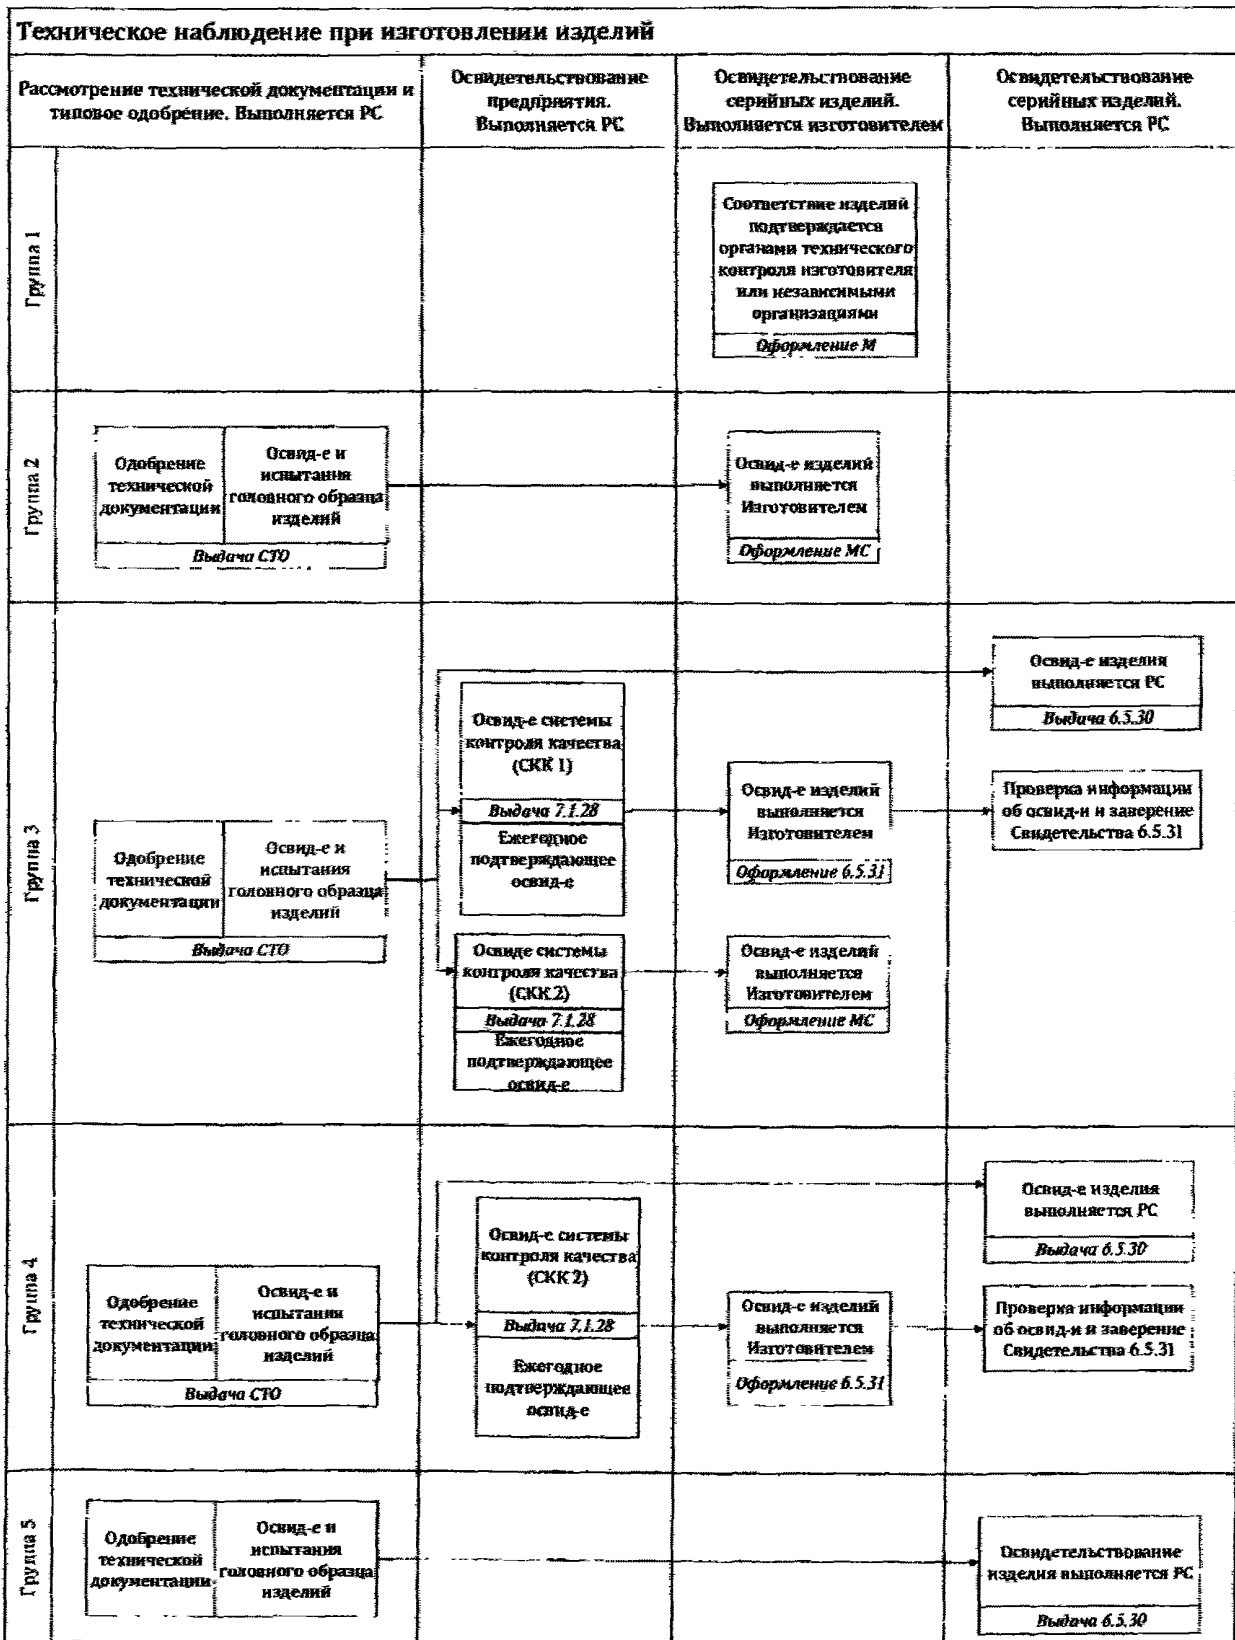 Техническое наблюдение при изготовлении изделий
Рассмотрение технической документации и
типовое одобрение. Выполняется РС
Освидетельствование
предприятия.
Выполняется РС
Освидетельствование
серийных изделий.
Выполняется изготовителем
Освидетельствование
серийных изделий.
Выполняется РС
Группа 1
Соответствие изделий
подтверждается
органами технического
контроля изготовителя
или независимыми
организациями
Оформление М
Группа 2
Одобрение
технической
документации
Освид-е и
испытания
головного образца
изделий
Выдача СТО
Освид-е изделий
выполняется
Изготовителем
Оформление МС
Группа 3
Одобрение
технической
документации
Освид-е и
испытания
головного образца
изделий
Выдача СТО
Освид-е системы
контроля качества
(СКК 1)
Выдача 7.1.28
Ежегодное
подтверждающее
освид-е
Освиде системы
контроля качества
(СКК 2)
Выдача 7.1.28
Ежегодное
подтверждающее
освид-е
Освид-е изделий
выполняется
Изготовителем
Оформление 6.5.31
Освид-е изделий
выполняется
Изготовителем
Оформление МС
Освид-е изделия
выполняется РС
Выдача 6.5.30
Проверка информации
об освид-и и заверение
Свидетельства 6.5.31
Группа 4
Одобрение
технической
документации
Освид-е и
испытания
головного образца
изделий
Выдача СТО
Освид-е системы
контроля качества
(СКК 2)
Выдача 7.1.28
Ежегодное
подтверждающее
освид-е
Освид-е изделий
выполняется
Изготовителем
Оформление 6.5.31
Освид-е изделия
выполняется РС
Выдача 6.5.30
Проверка информации
об освид-и и заверение
Свидетельства 6.5.31
Группа 5
Одобрение
технической
документации
Освид-е и
испытания
головного образца
изделий
Освидетельствование
изделия выполняется РС
Выдача 6.5.30